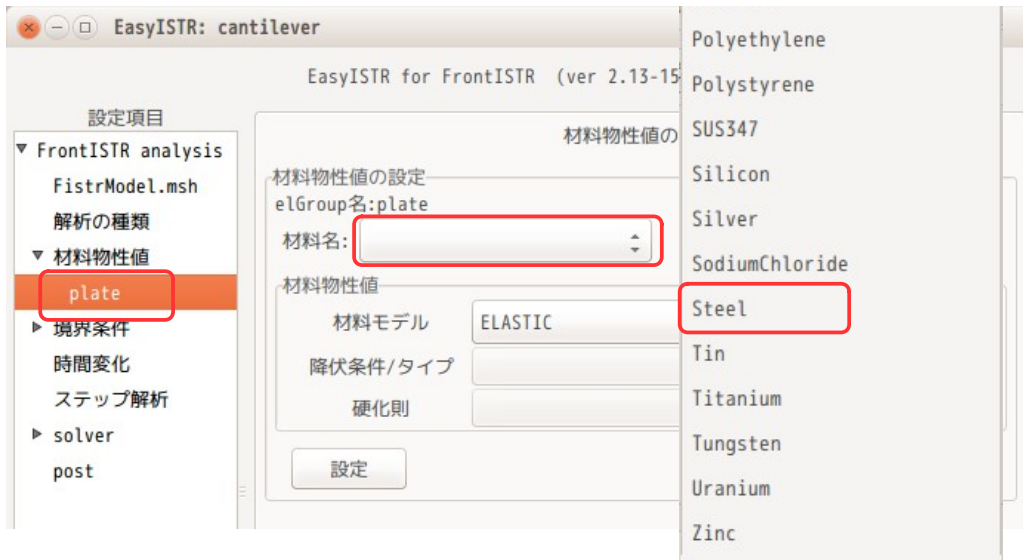 EasyISTR: cantilever
EasyISTR for FrontISTR (ver 2.13-15
設定項目
FrontISTR analysis
FistrModel.msh
解析の種類
材料物性値
plate
境界条件
時間変化
ステップ解析
solver
post
材料物性値の
材料物性値の設定
elGroup名:plate
材料名:
材料物性値
材料モデル ELASTIC
降伏条件/タイプ
硬化則
設定
Polyethylene
Polystyrene
SUS347
Silicon
Silver
SodiumChloride
Steel
Tin
Titanium
Tungsten
Uranium
Zinc